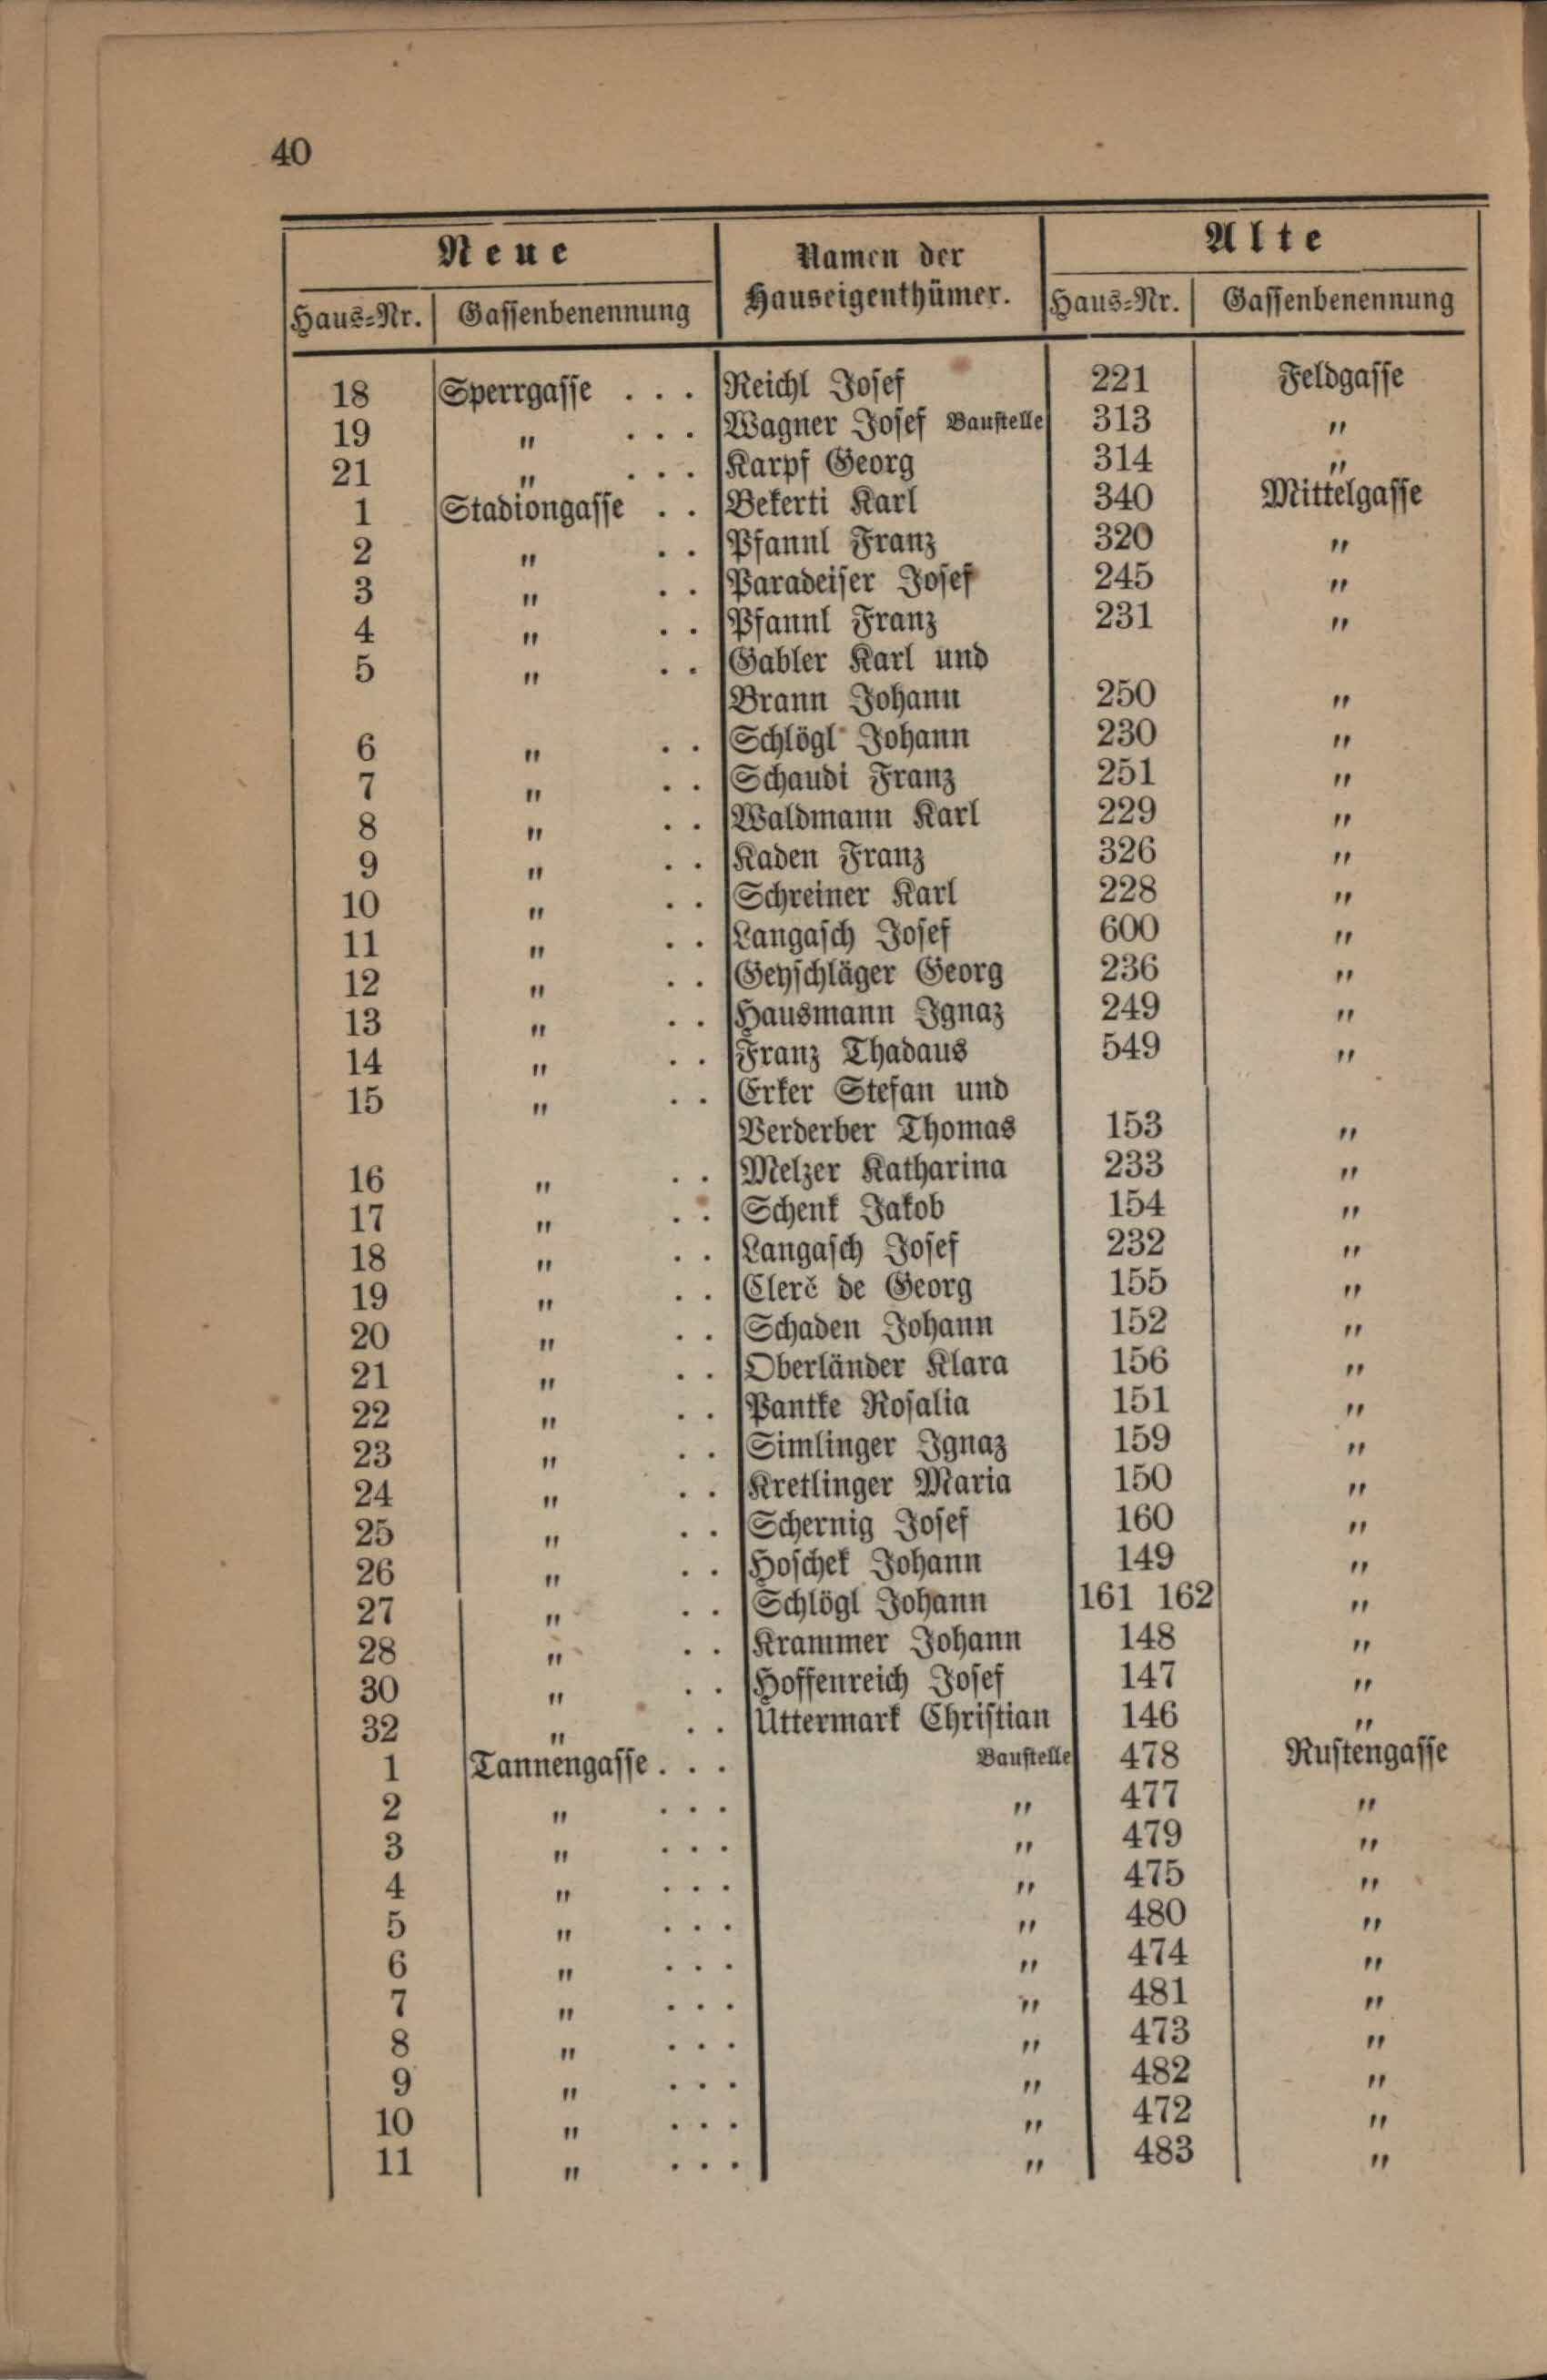 40
Neue Namen der Hauseigenthümer. Alte
Haus-Nr. Gassenbenennung Haus-Nr. Gassenbenennung
18 Sperrgasse . . . Reichl Josef 221 Feldgasse
19 " . . . Wagner Josef Baustelle 313 "
21 " . . . Karpf Georg 314 "
1 Stadiongasse . . Bekerti Karl 340 Mittelgasse
2 " . . Pfannl Franz 320 "
3 " . . Paradeiser Josef 245 "
4 " . . Pfannl Franz 231 "
5 " . . Gabler Karl und
Brann Johann 250 "
6 " . . Schlögl Johann 230 "
7 " . . Schaudi Franz 251 "
8 " . . Waldmann Karl 229 "
9 " . . Kaden Franz 326 "
10 " . . Schreiner Karl 228 "
11 " . . Langasch Josef 600 "
12 " . . Geyschläger Georg 236 "
13 " . . Hausmann Ignaz 249 "
14 " . . Franz Thadaus 549 "
15 " . . Erker Stefan und
Verderber Thomas 153 "
16 " . . Melzer Katharina 233 "
17 " . . Schenk Jakob 154 "
18 " . . Langasch Josef 232 "
19 " . . Clerc de Georg 155 "
20 " . . Schaden Johann 152 "
21 " . . Oberländer Klara 156 "
22 " . . Pantke Rosalia 151 "
23 " . . Simlinger Ignaz 159 "
24 " . . Kretlinger Maria 150 "
25 " . . Schernig Josef 160 "
26 " . . Hoschek Johann 149 "
27 " . . Schlögl Johann 161 162 "
28 " . . Krammer Johann 148 "
30 " . . Hoffenreich Josef 147 "
32 " . . Uttermark Christian 146 "
1 Tannengasse . . . Baustelle 478 Rustengasse
2 " . . . " 477 "
3 " . . . " 479 "
4 " . . . " 475 "
5 " . . . " 480 "
6 " . . . " 474 "
7 " . . . " 481 "
8 " . . . " 473 "
9 " . . . " 482 "
10 " . . . " 472 "
11 " . . . " 483 "